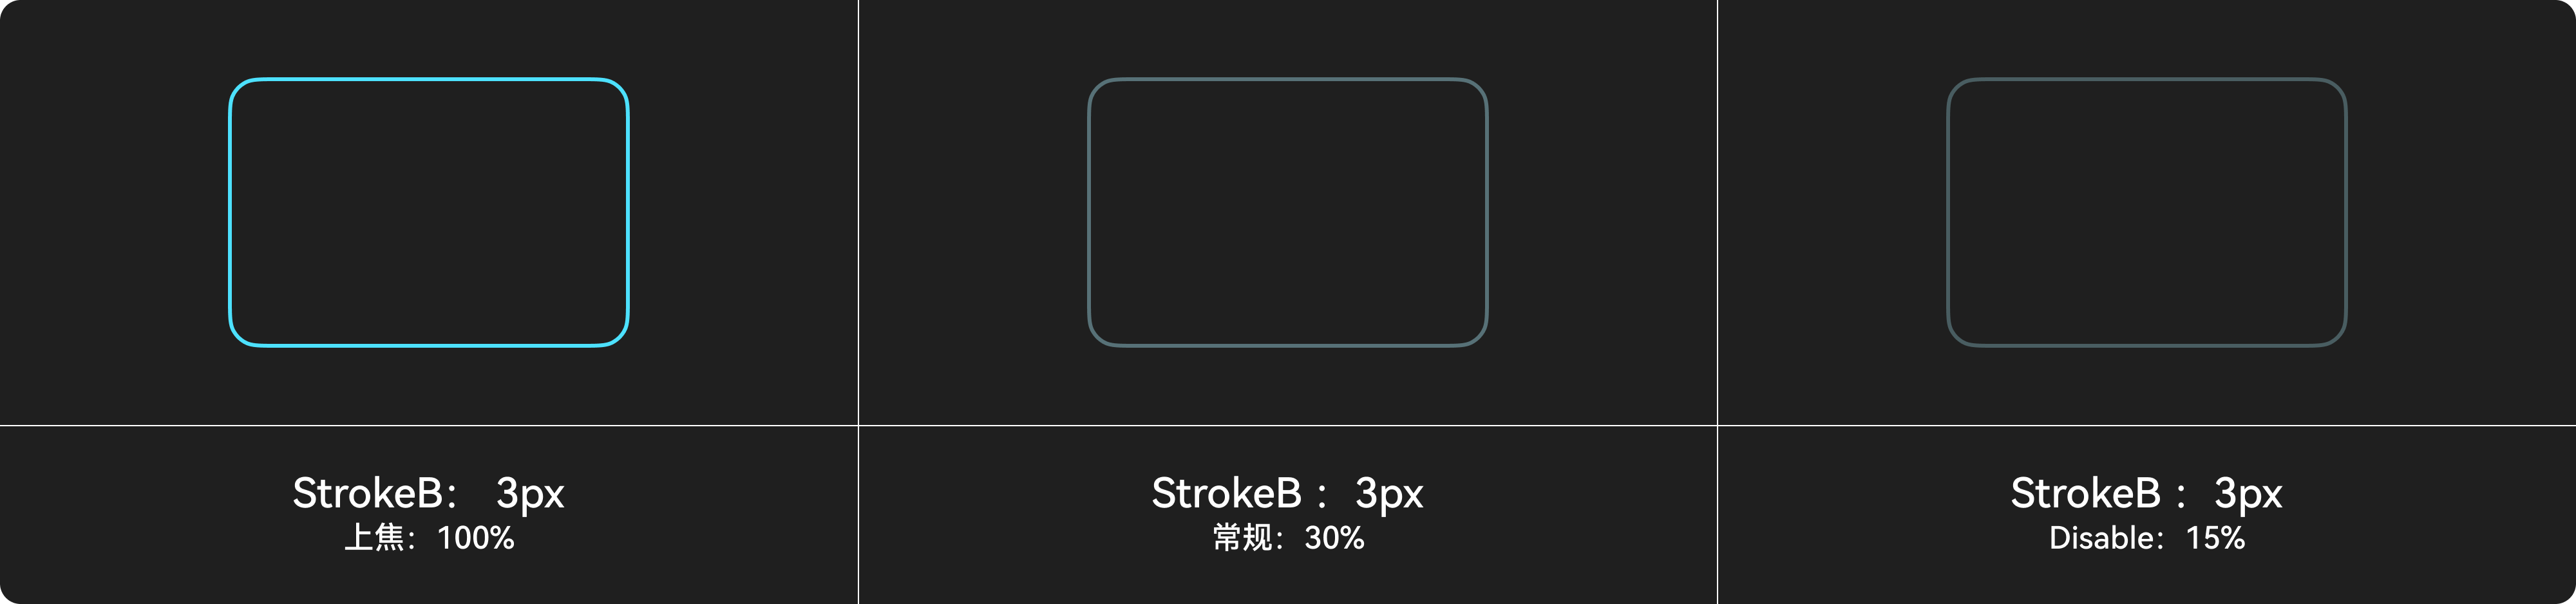 StrokeB： 3px
上焦： 100%
StrokeB ：3px
常规： 30%
StrokeB ：3px
Disable： 15%